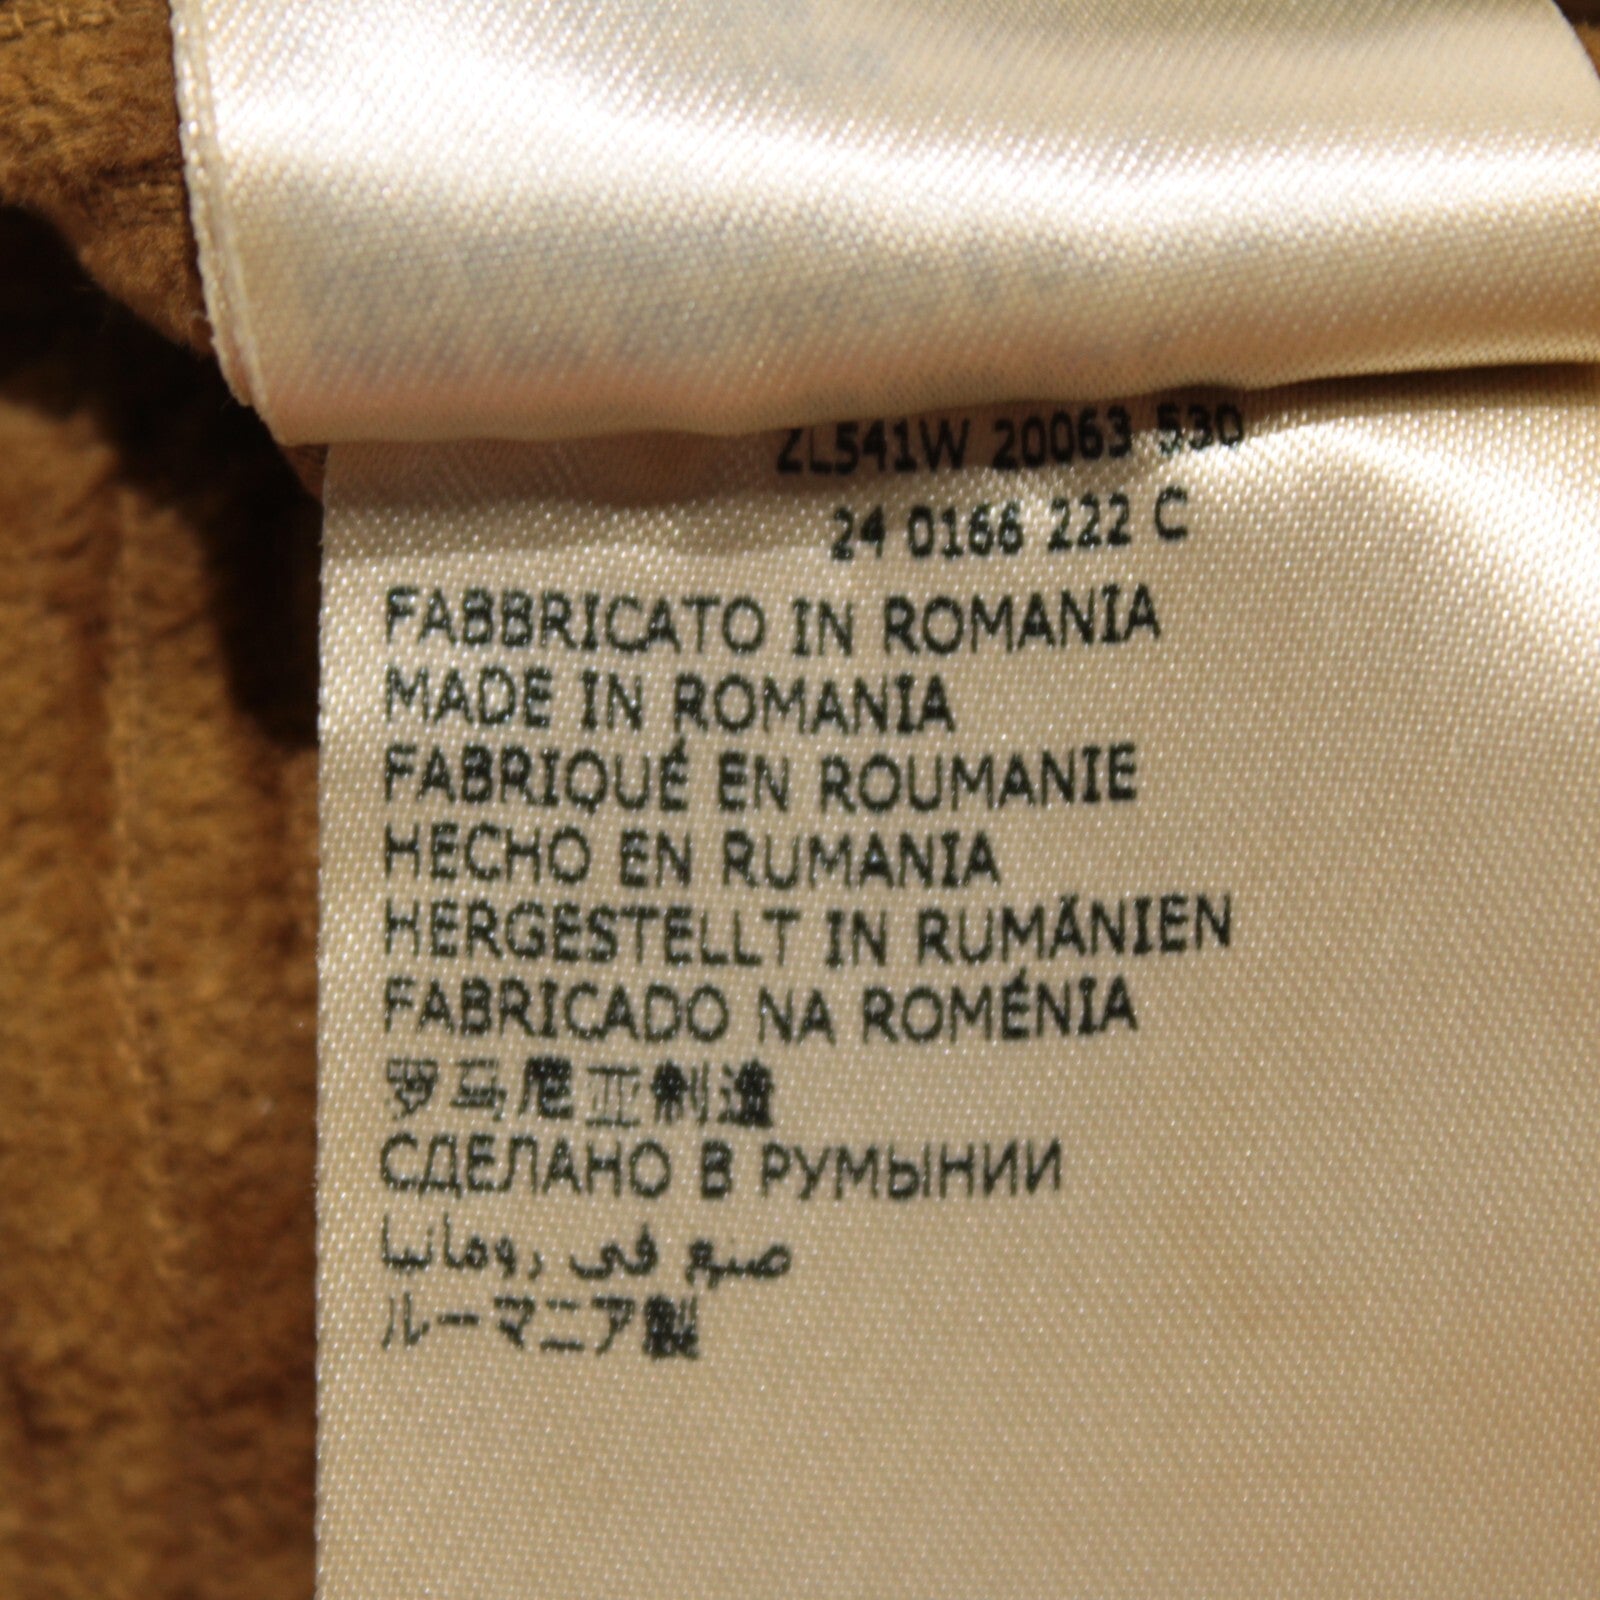 ZL541W 20063 530
24 0166 222 C
FABBRICATO IN ROMANIA
MADE IN ROMANIA
FABRIQUÉ EN ROUMANIE
HECHO EN RUMANIA
HERGESTELLT IN RUMÄNIEN
FABRICADO NA ROMÉNIA
罗马尼亚制造
СДЕЛАНО В РУМЫНИИ
صنع في رومانيا
ルーマニア製